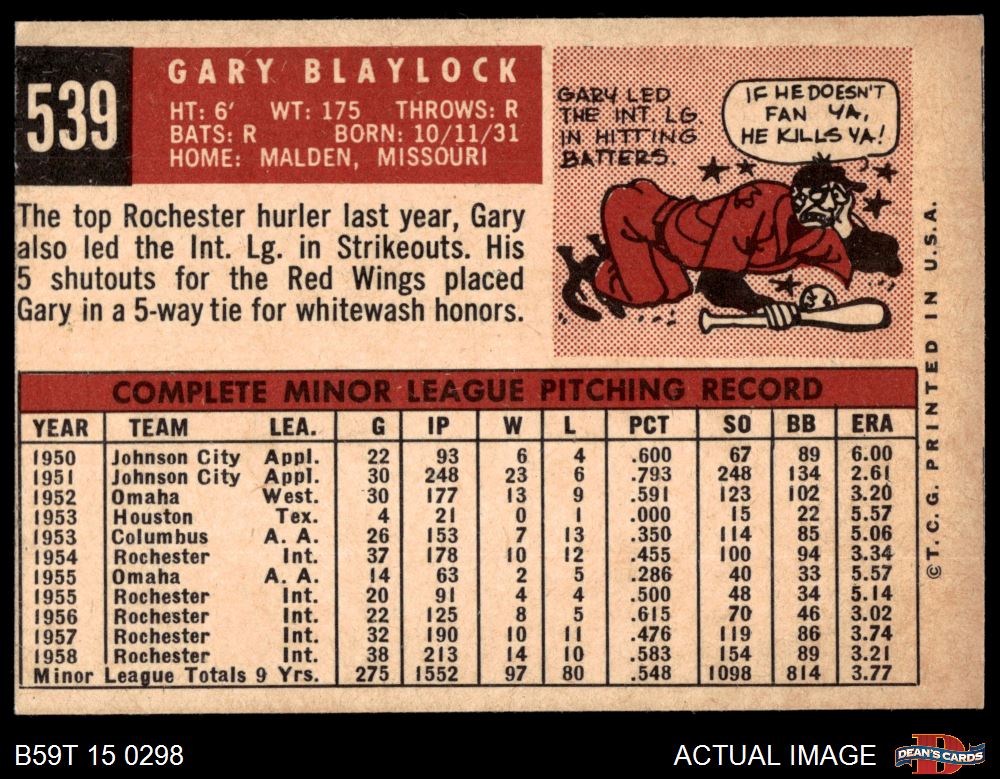 539
GARY BLAYLOCK
HT: 6' WT: 175 THROWS: R
BATS: R BORN: 10/11/31
HOME: MALDEN, MISSOURI
The top Rochester hurler last year, Gary
also led the Int. Lg. in Strikeouts. His
5 shutouts for the Red Wings placed
Gary in a 5-way tie for whitewash honors.
GARY LED
THE INT. LG
IN HITTING
BATTERS.
IF HE DOESN'T
FAN YA,
HE KILLS YA!
COMPLETE MINOR LEAGUE PITCHING RECORD
YEAR TEAM LEA. G IP W L PCT SO BB ERA
1950 Johnson City Appl. 22 93 6 4 .600 67 89 6.00
1951 Johnson City Appl. 30 248 23 6 .793 248 134 2.61
1952 Omaha West. 30 177 13 9 .591 123 102 3.20
1953 Houston Tex. 4 21 0 1 .000 15 22 5.57
1953 Columbus A. A. 26 153 7 13 .350 114 85 5.06
1954 Rochester Int. 37 178 10 12 .455 100 94 3.34
1955 Omaha A. A. 14 63 2 5 .286 40 33 5.57
1955 Rochester Int. 20 91 4 4 .500 48 34 5.14
1956 Rochester Int. 22 125 8 5 .615 70 46 3.02
1957 Rochester Int. 32 190 10 11 .476 119 86 3.74
1958 Rochester Int. 38 213 14 10 .583 154 89 3.21
Minor League Totals 9 Yrs. 275 1552 97 80 .548 1098 814 3.77
© T. C. G. PRINTED IN U.S.A.
B59T 15 0298
ACTUAL IMAGE
D
DEAN'S CARDS